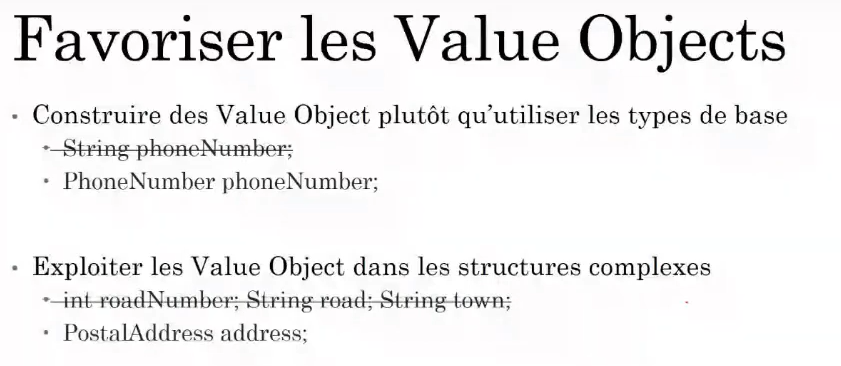 Favoriser les Value Objects
• Construire des Value Object plutôt qu'utiliser les types de base
• String phoneNumber;
• PhoneNumber phoneNumber;
• Exploiter les Value Object dans les structures complexes
• int roadNumber; String road; String town;
• PostalAddress address;